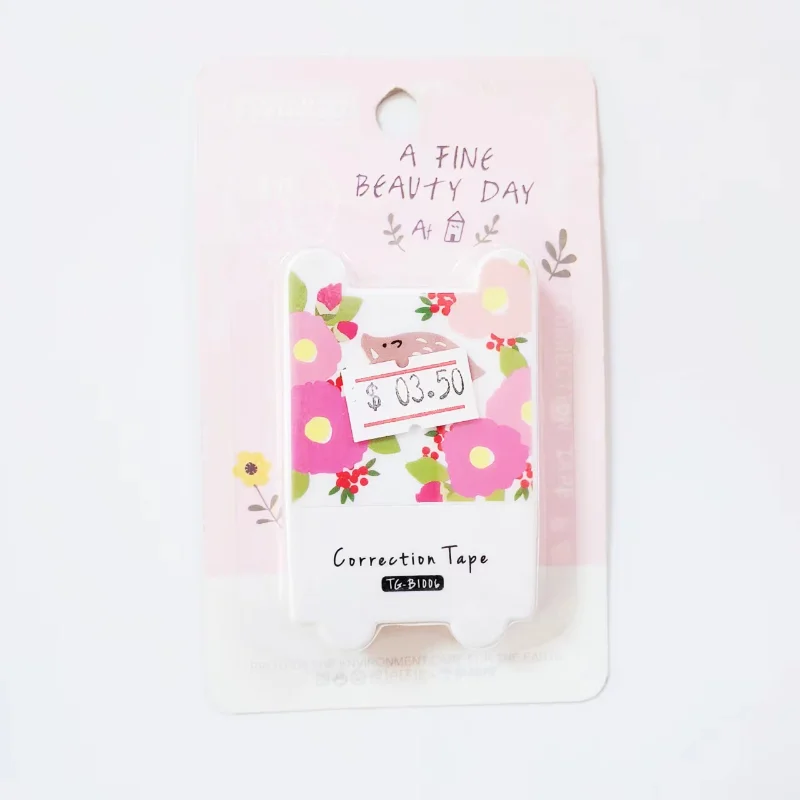 A FINE
BEAUTY DAY
At
$ 03.50
Correction Tape
TG-B1006